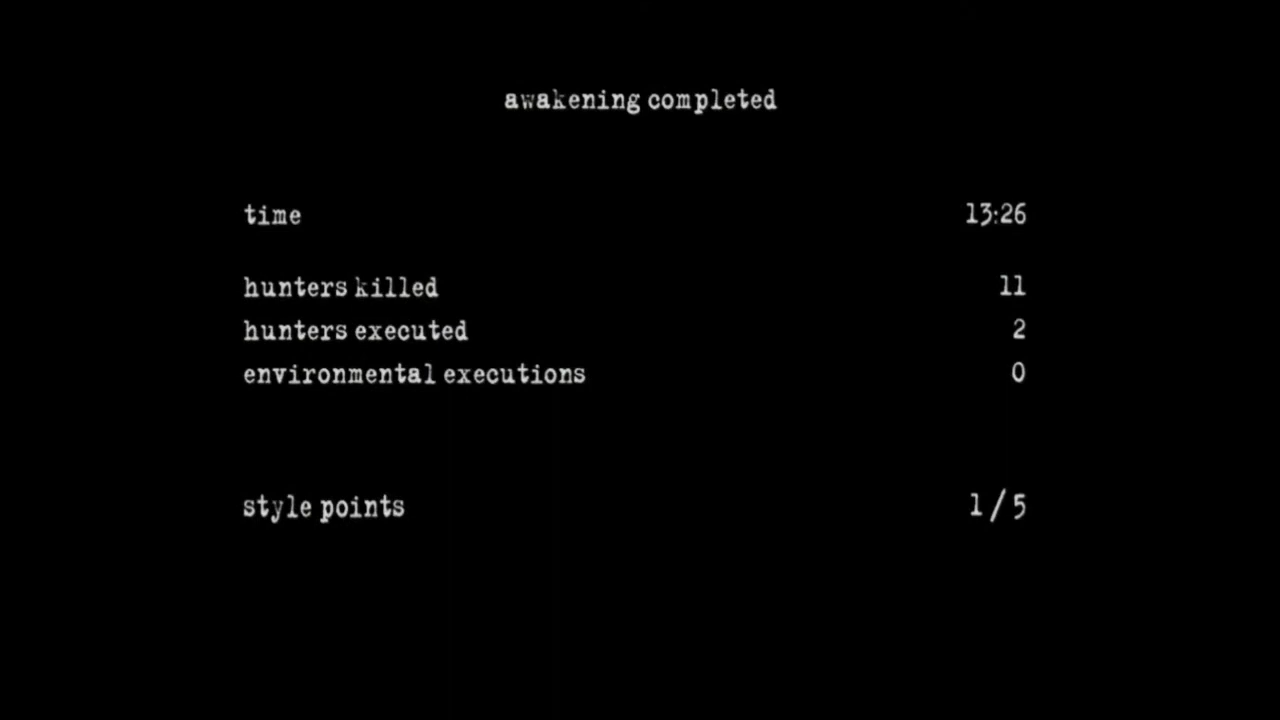 awakening completed
time 13:26
hunters killed 11
hunters executed 2
environmental executions 0
style points 1 / 5